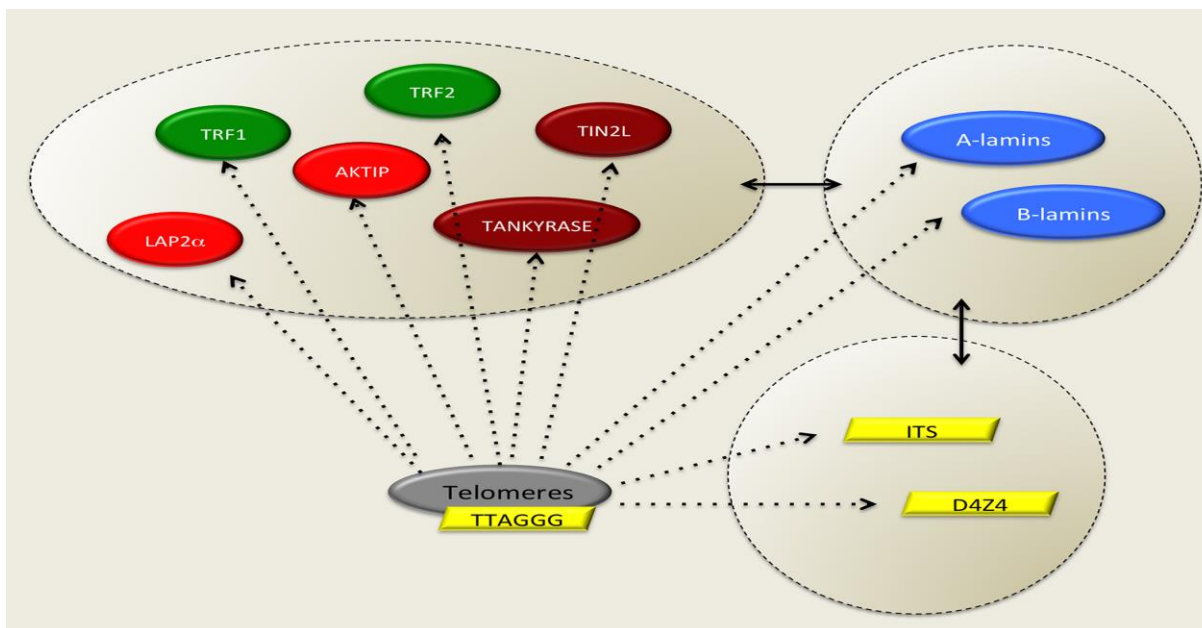 TRF2
TRF1
TIN2L
AKTIP
LAP2α
TANKYRASE
A-lamins
B-lamins
ITS
D4Z4
Telomeres
TTAGGG